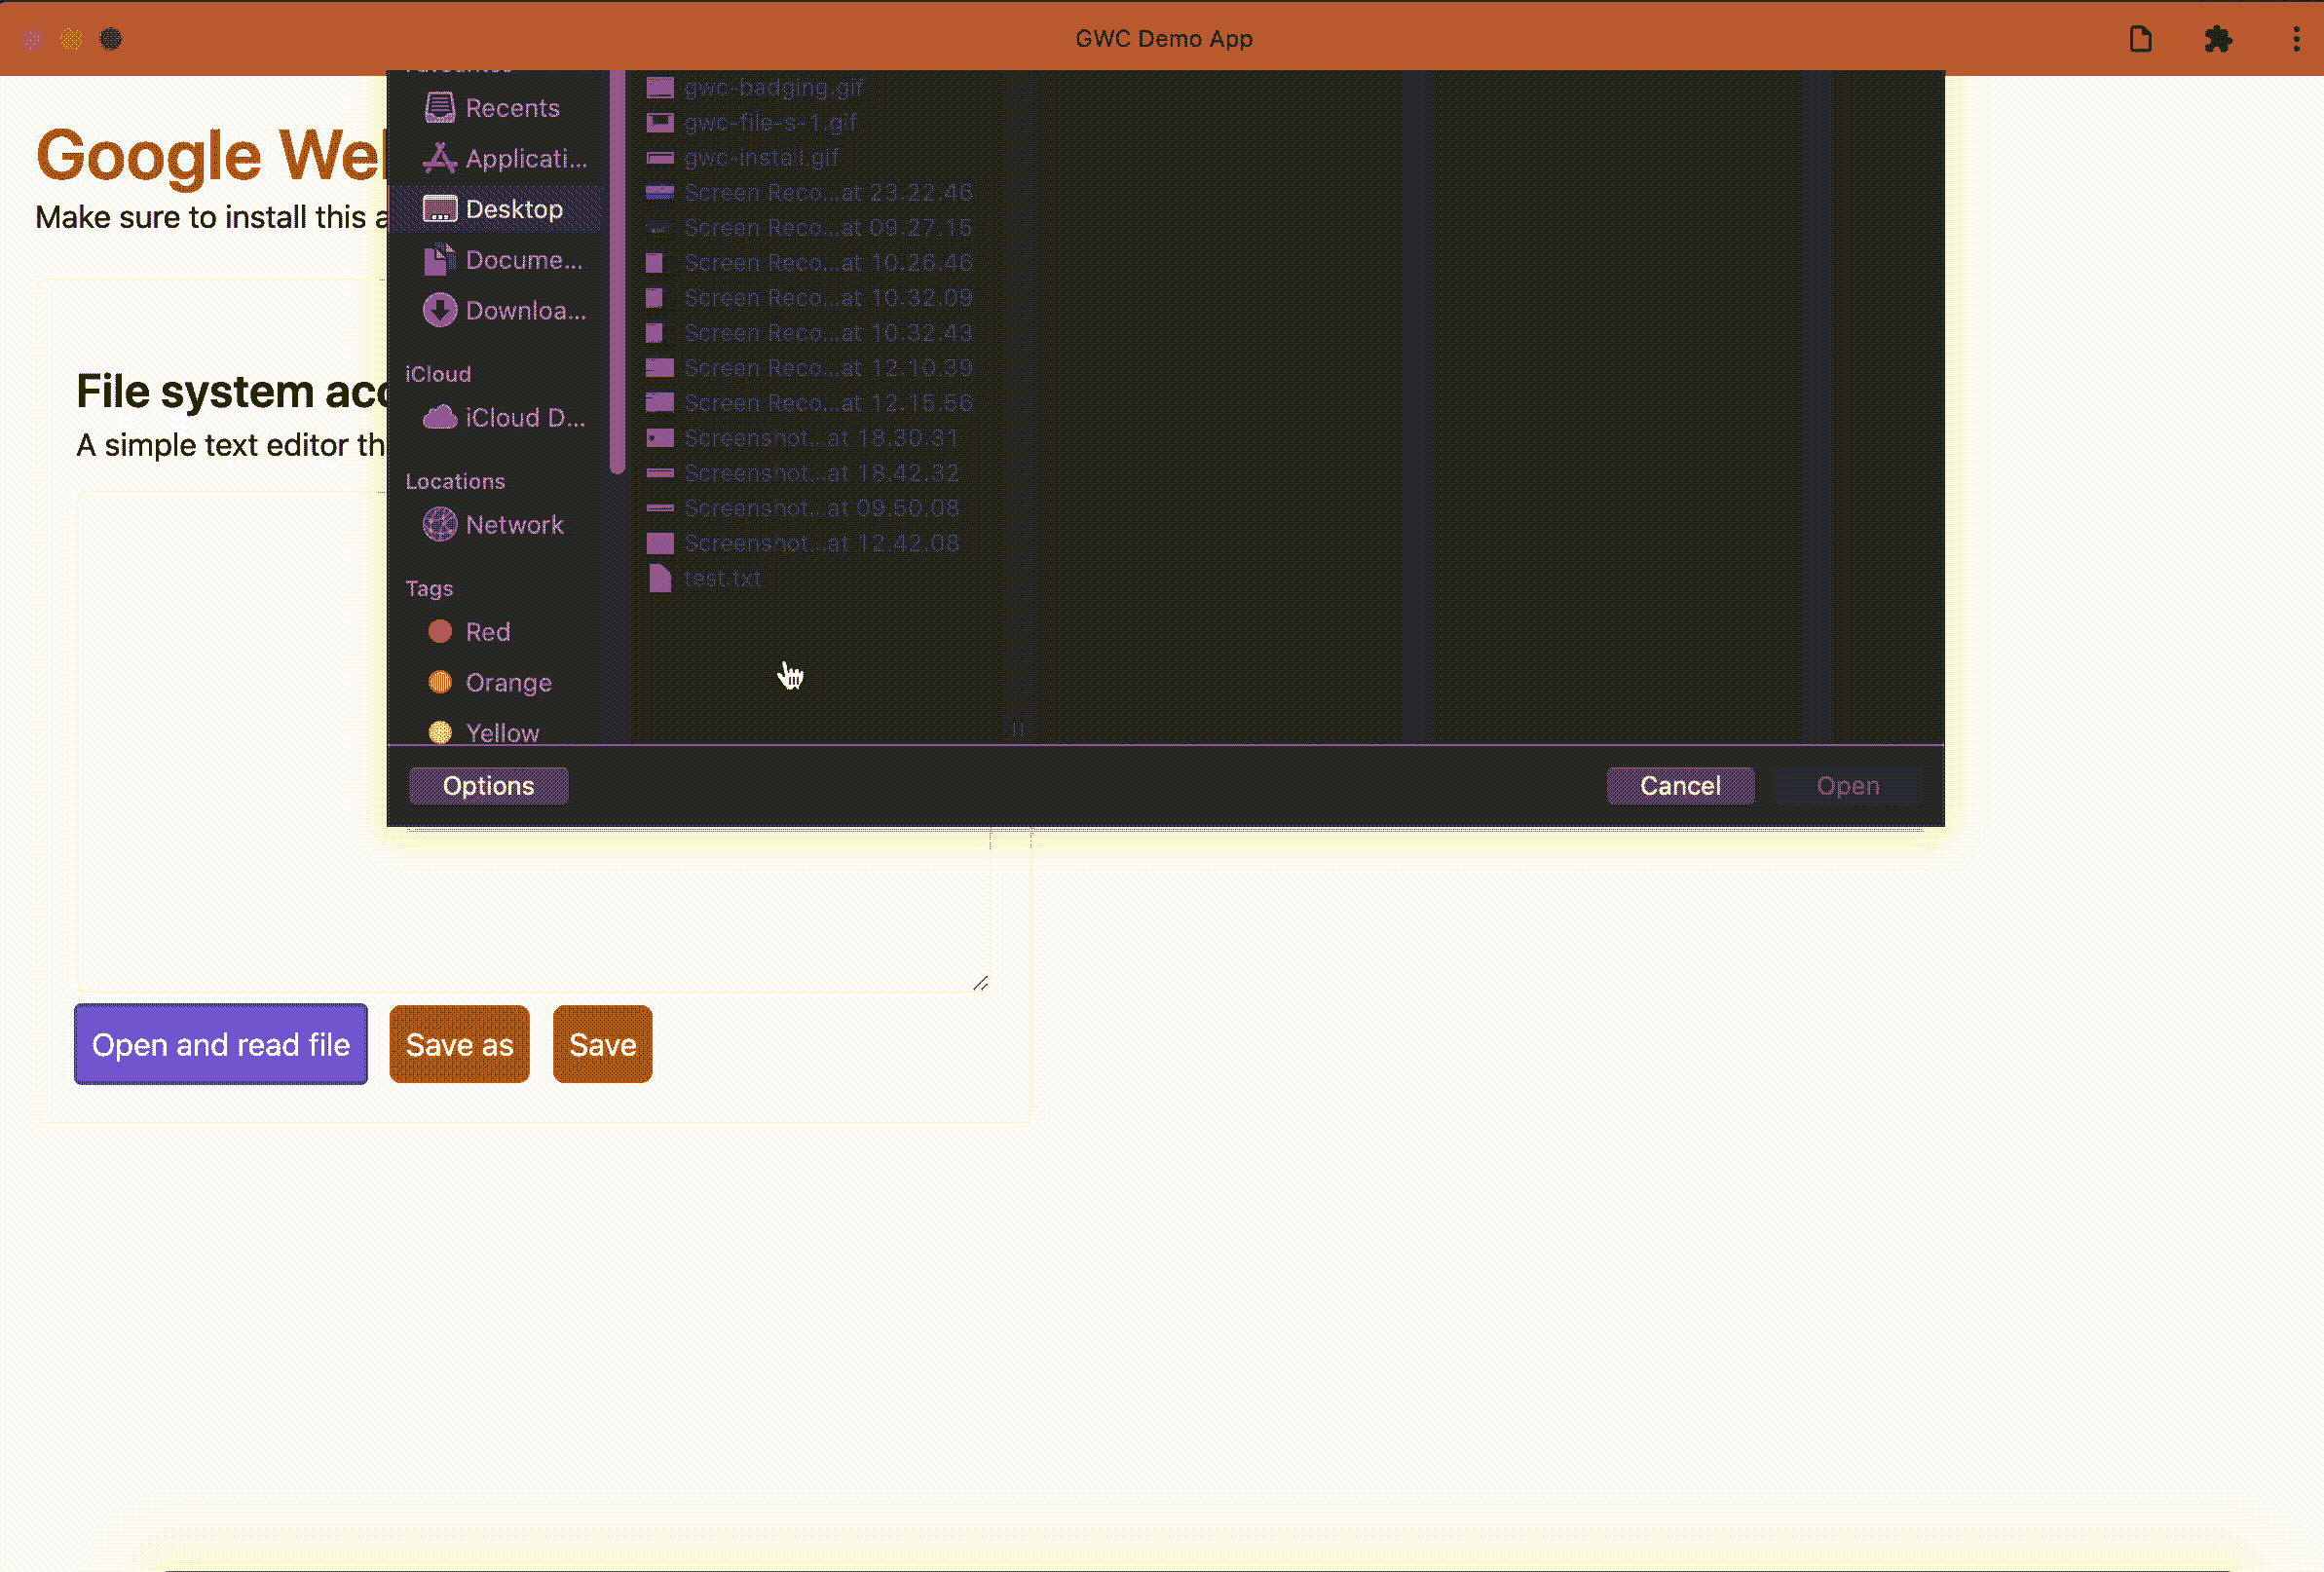 GWC Demo App
Google We
Make sure to install this a
File system acc
A simple text editor th
Recents
Applicati...
Desktop
Docume...
Downloa...
iCloud
iCloud D...
Locations
Network
Tags
Red
Orange
Yellow
gwc-badging.gif
gwc-file-s-1.gif
gwc-install.gif
Screen Reco...at 23.22.46
Screen Reco...at 09.27.15
Screen Reco...at 10.26.46
Screen Reco...at 10.32.09
Screen Reco...at 10.32.43
Screen Reco...at 12.10.39
Screen Reco...at 12.15.56
Screenshot...at 18.30.31
Screenshot...at 18.42.32
Screenshot...at 09.50.08
Screenshot...at 12.42.08
test.txt
Options
Cancel
Open
Open and read file
Save as
Save